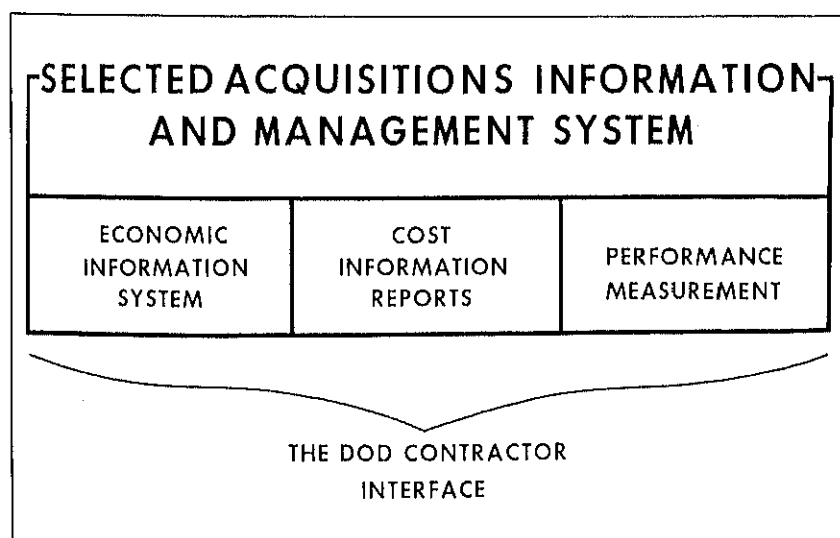 SELECTED ACQUISITIONS INFORMATION
AND MANAGEMENT SYSTEM
ECONOMIC
INFORMATION
SYSTEM
COST
INFORMATION
REPORTS
PERFORMANCE
MEASUREMENT
THE DOD CONTRACTOR
INTERFACE